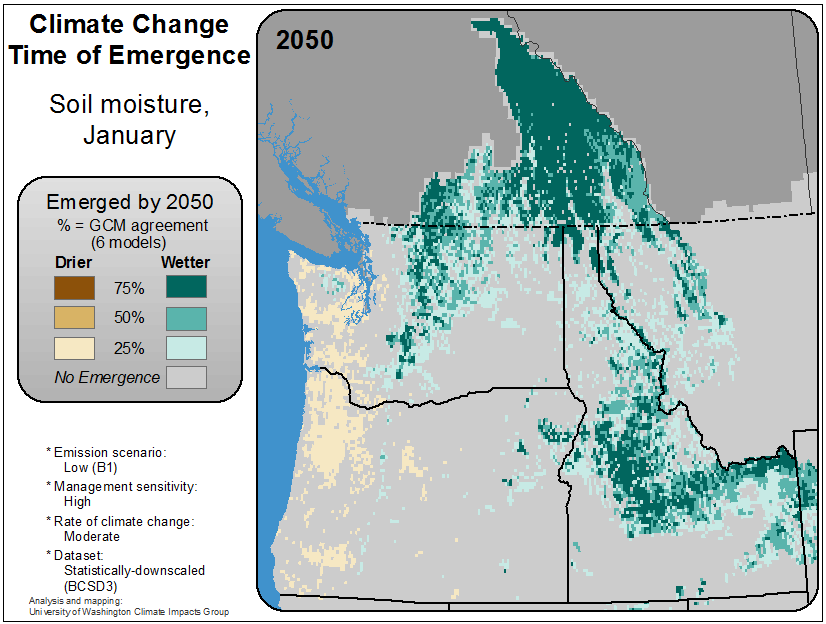 Climate Change
Time of Emergence
Soil moisture,
January
Emerged by 2050
% = GCM agreement
(6 models)
Drier Wetter
75%
50%
25%
No Emergence
* Emission scenario:
Low (B1)
* Management sensitivity:
High
* Rate of climate change:
Moderate
* Dataset:
Statistically-downscaled
(BCSD3)
Analysis and mapping:
University of Washington Climate Impacts Group
2050